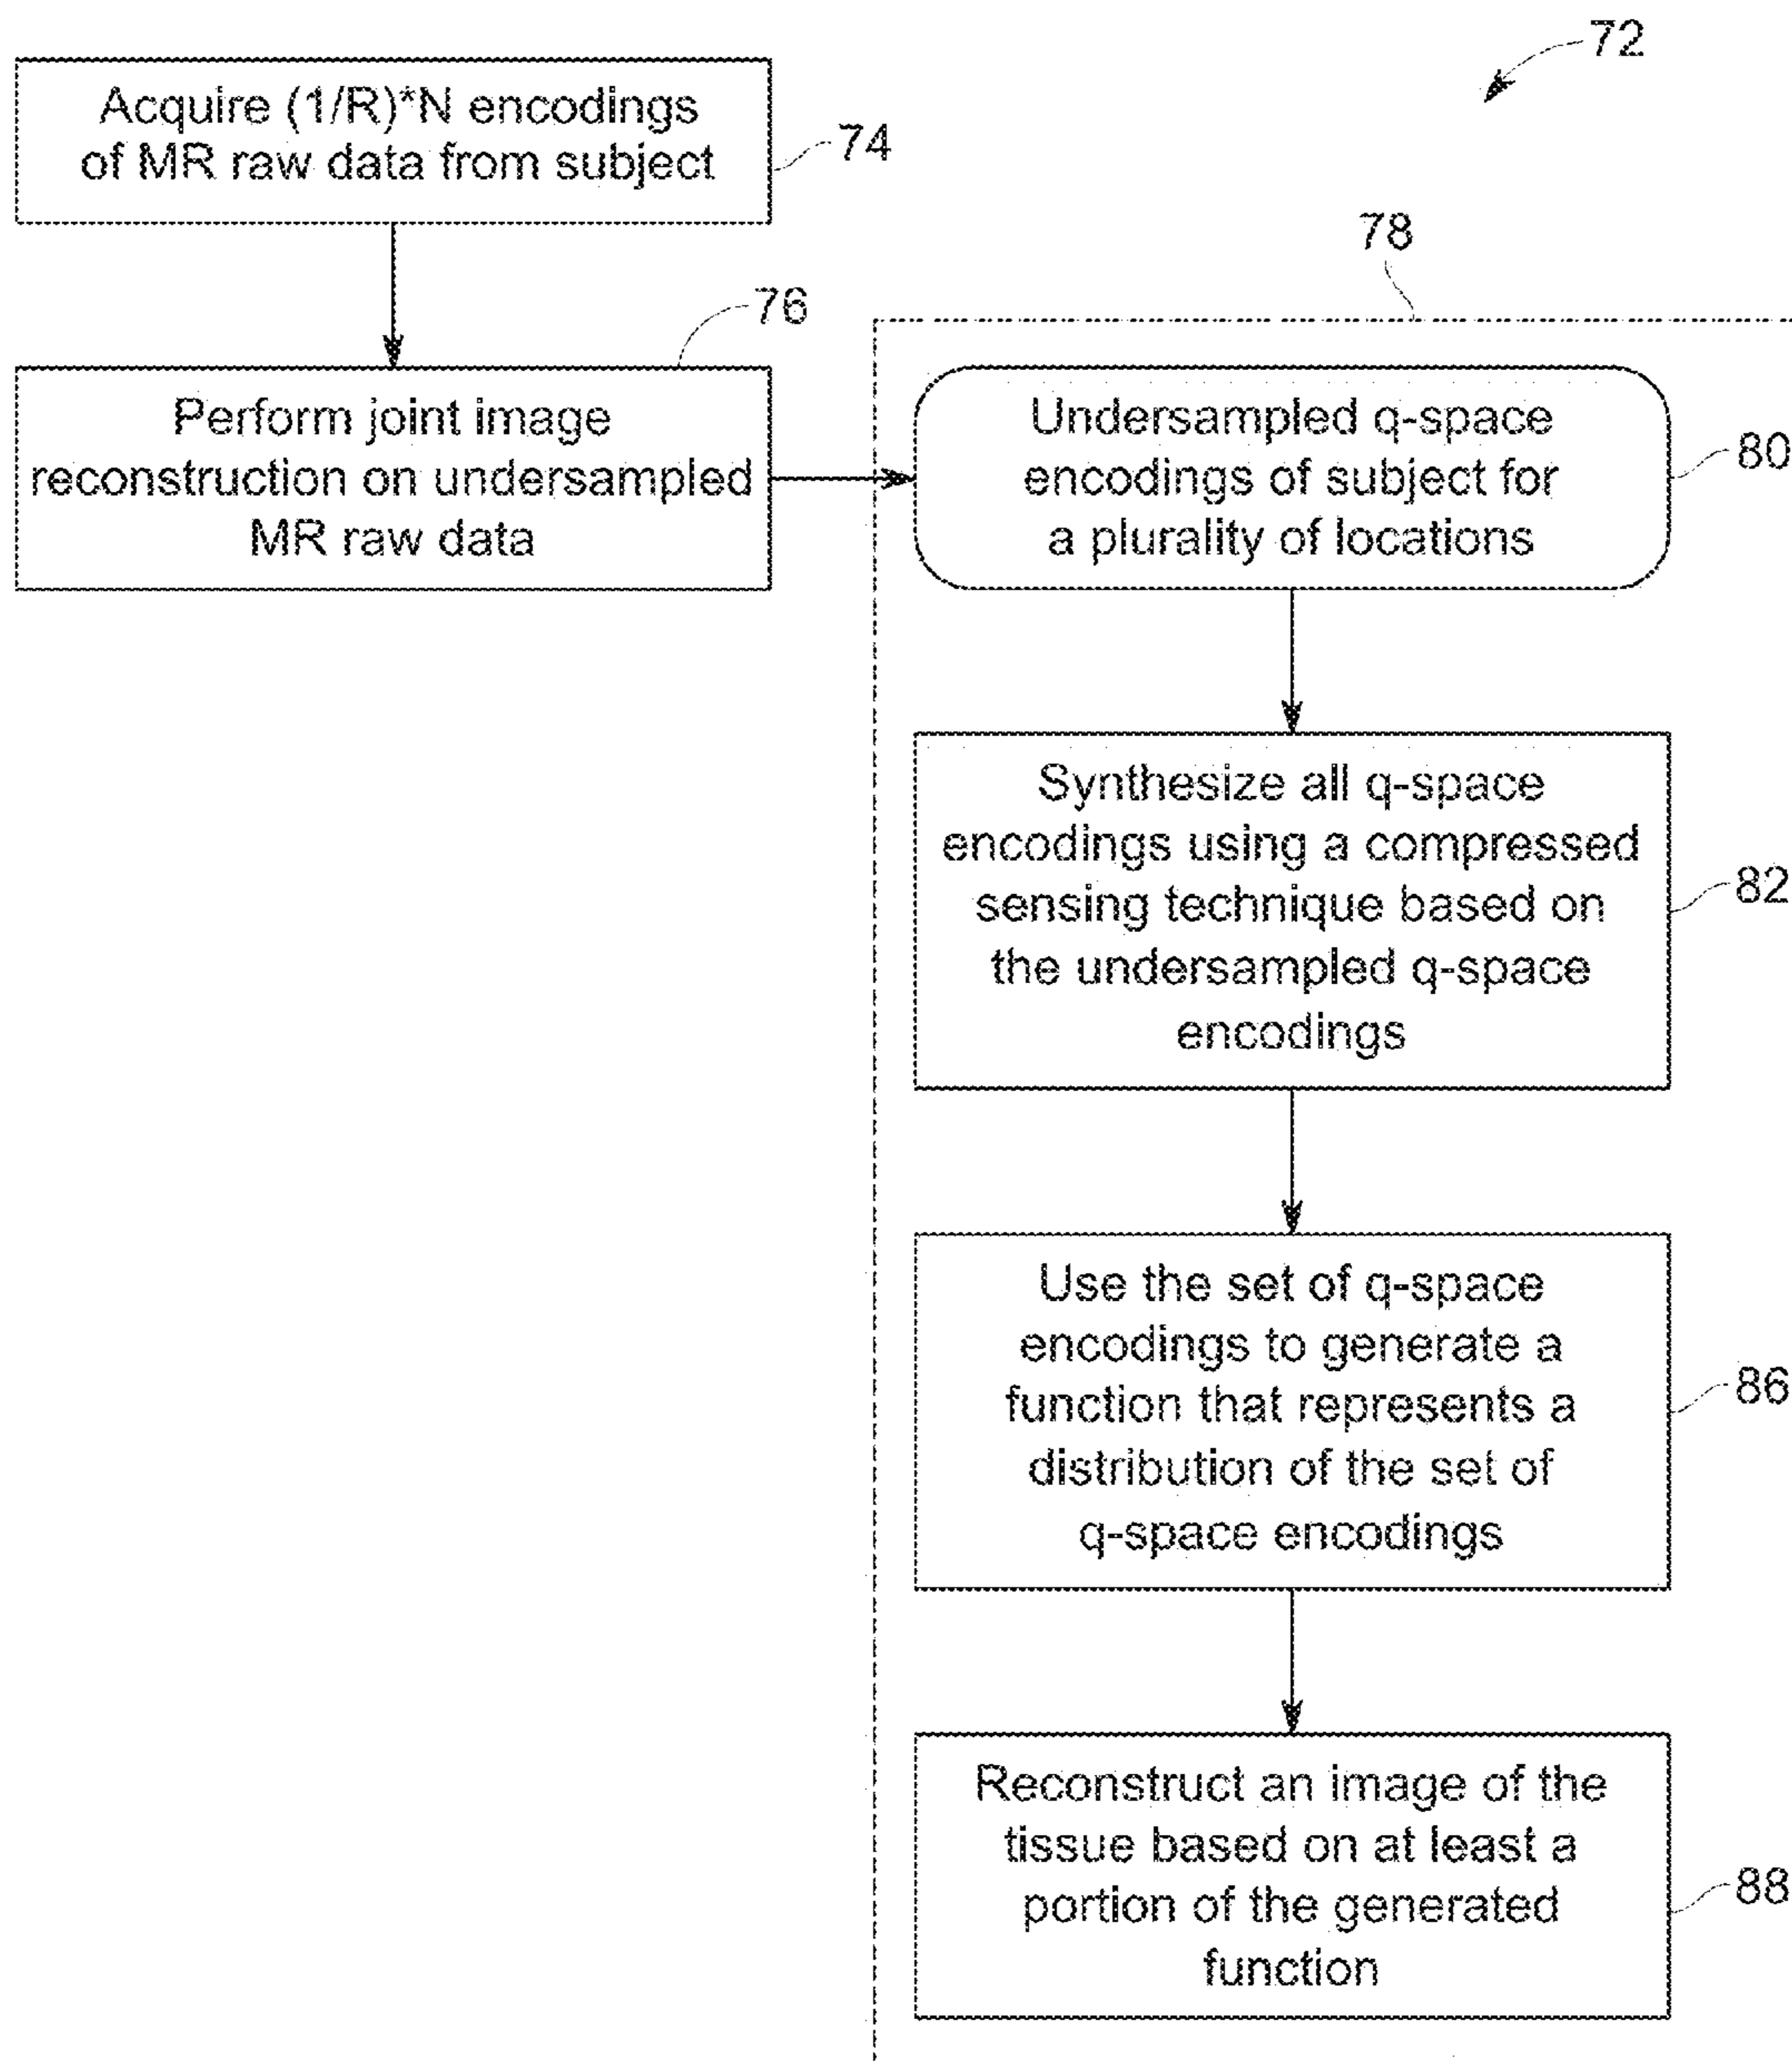 72
Acquire (1/R)*N encodings
of MR raw data from subject
74
76
Perform joint image
reconstruction on undersampled
MR raw data
78
Undersampled q-space
encodings of subject for
a plurality of locations
80
Synthesize all q-space
encodings using a compressed
sensing technique based on
the undersampled q-space
encodings
82
Use the set of q-space
encodings to generate a
function that represents a
distribution of the set of
q-space encodings
86
Reconstruct an image of the
tissue based on at least a
portion of the generated
function
88